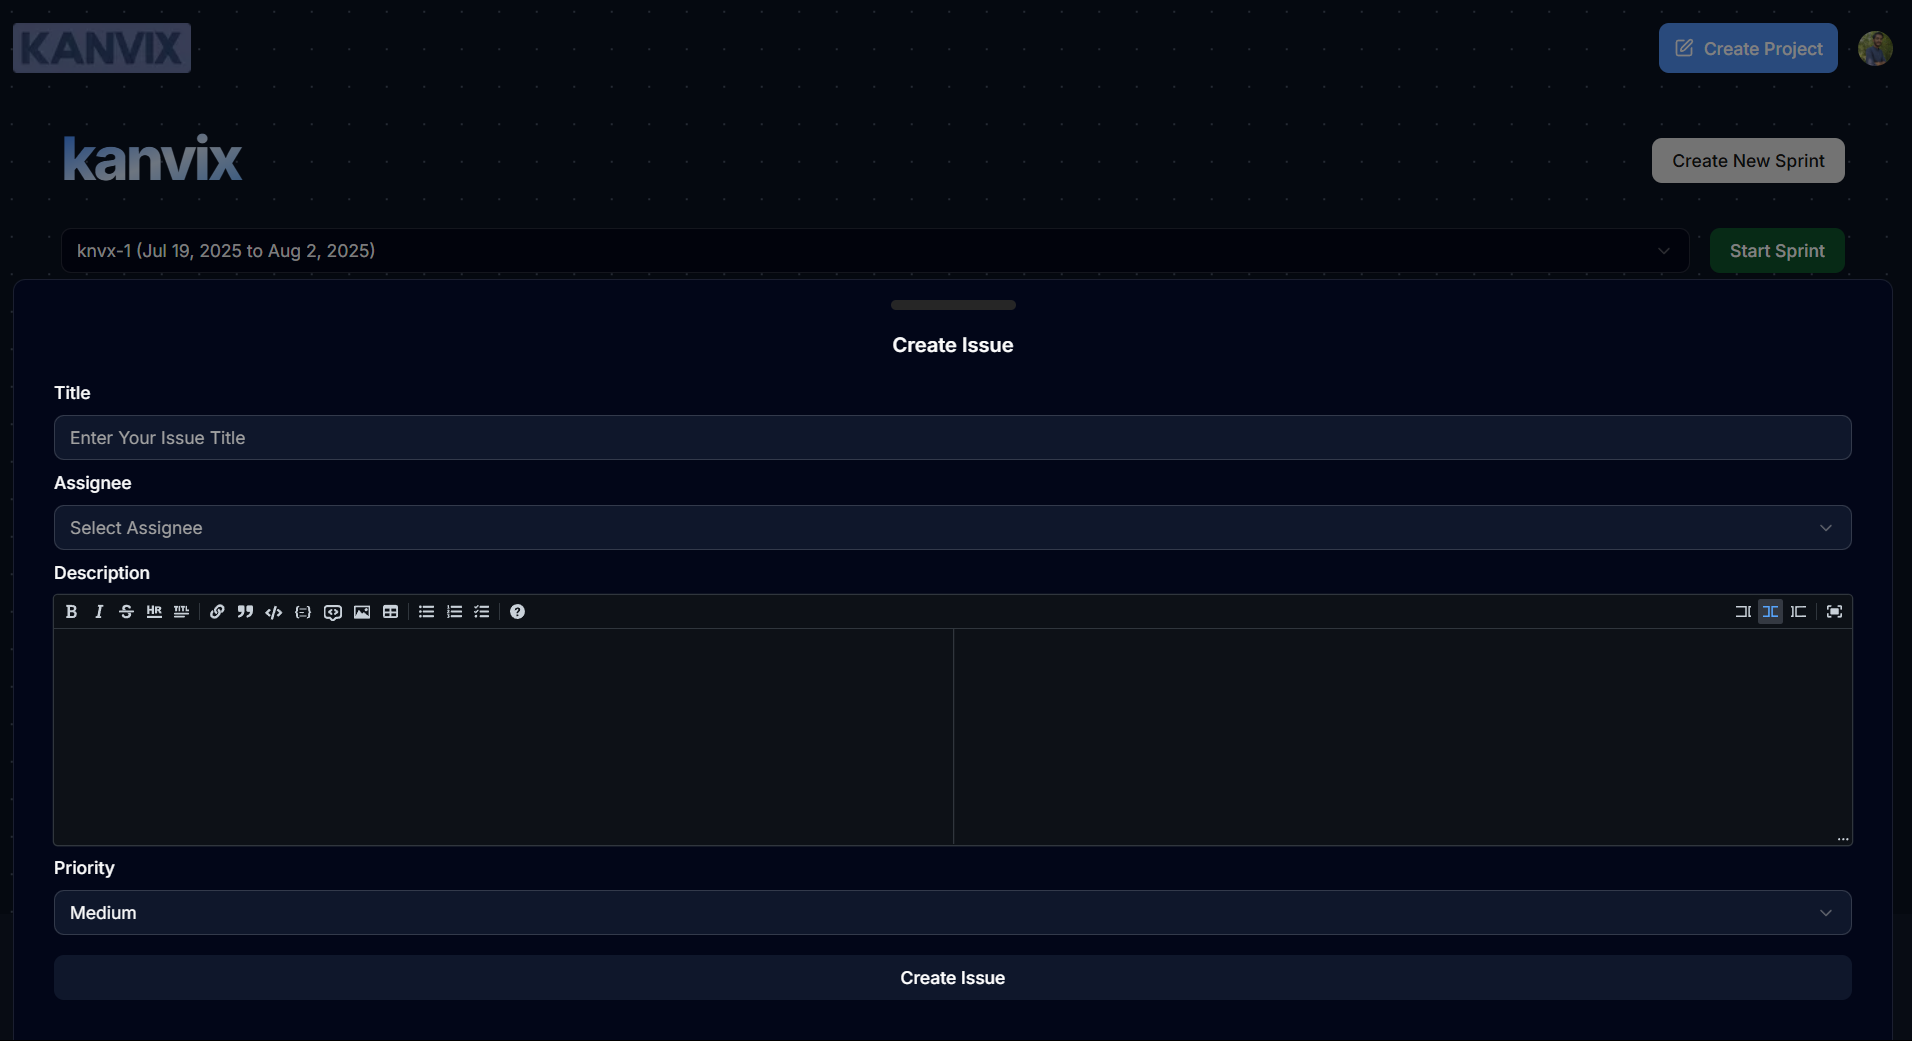 KANVIX
Create Project
kanvix
Create New Sprint
knvx-1 (Jul 19, 2025 to Aug 2, 2025)
Start Sprint
Create Issue
Title
Enter Your Issue Title
Assignee
Select Assignee
Description
B I S HR TITL
Priority
Medium
Create Issue